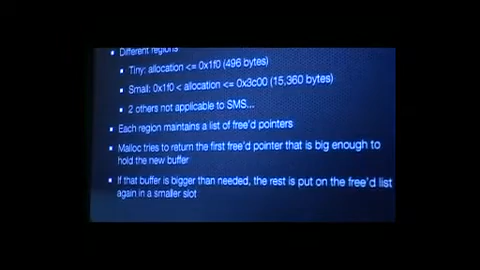 Different regions
Tiny: allocation <= 0x1f0 (496 bytes)
Small: 0x1f0 < allocation <= 0x3c00 (15,360 bytes)
2 others not applicable to SMS...
Each region maintains a list of free'd pointers
Malloc tries to return the first free'd pointer that is big enough to
hold the new buffer
If that buffer is bigger than needed, the rest is put on the free'd list
again in a smaller slot